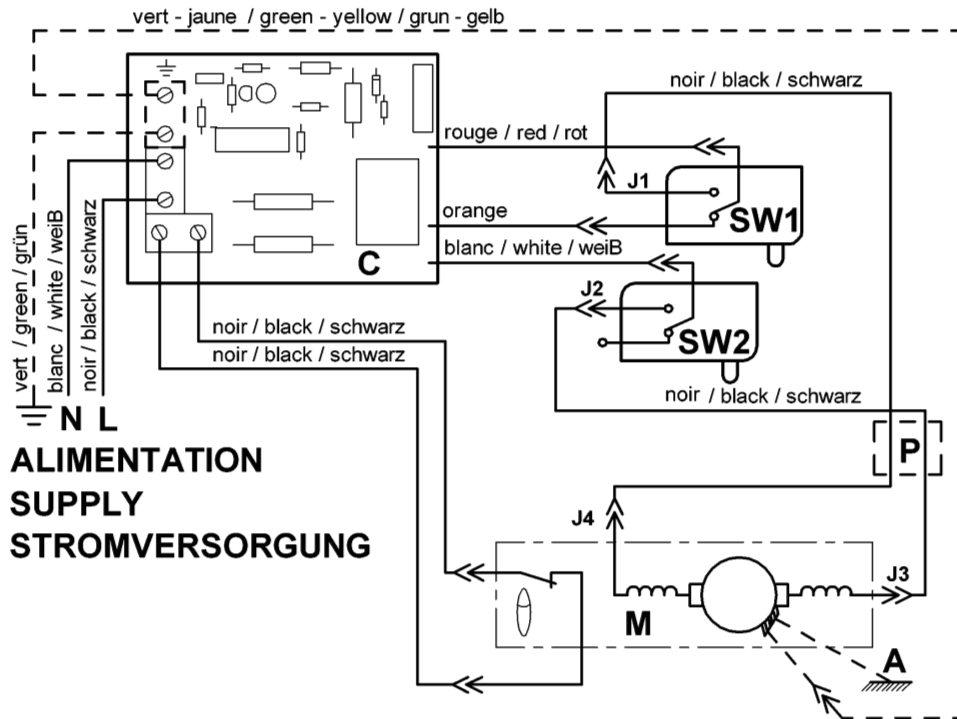 vert - jaune / green - yellow / grun - gelb
noir / black / schwarz
rouge / red / rot
J1
SW1
orange
blanc / white / weiB
C
J2
SW2
vert / green / grün
blanc / white / weiB
noir / black / schwarz
noir / black / schwarz
noir / black / schwarz
noir / black / schwarz
N L
P
ALIMENTATION
SUPPLY
STROMVERSORGUNG
J4
J3
M
A